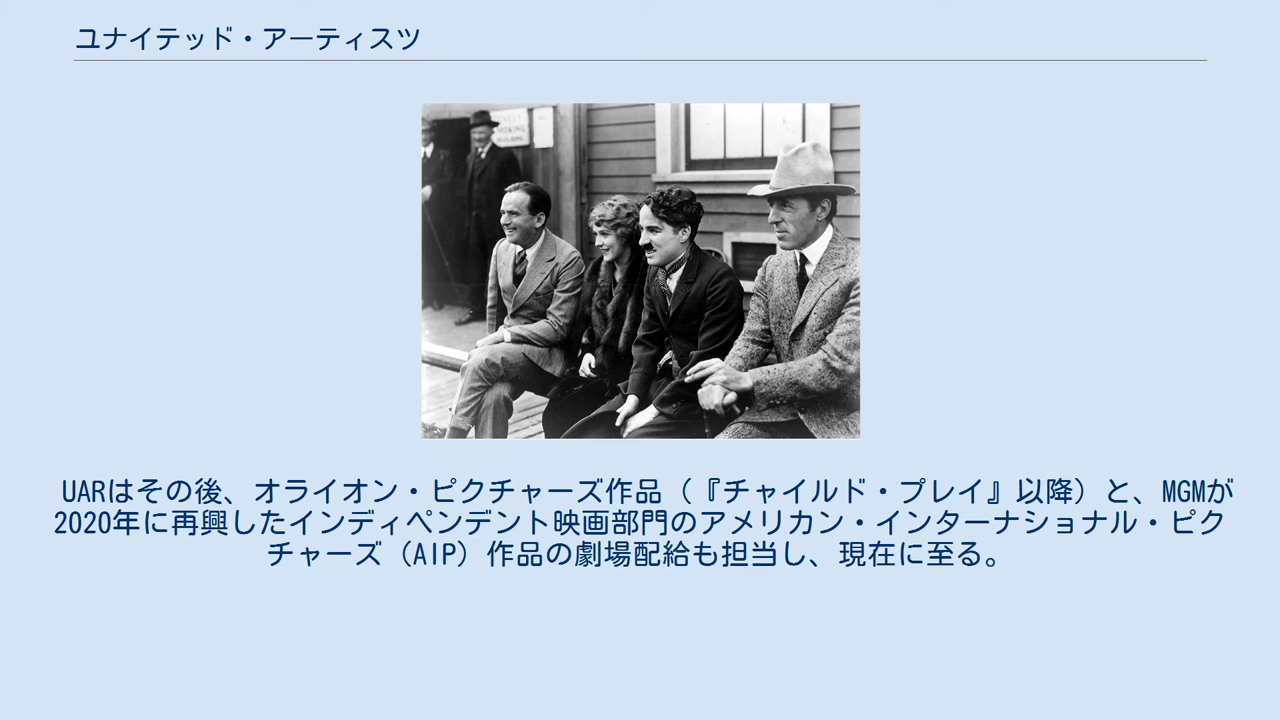 ユナイテッド・アーティスツ
UARはその後、オライオン・ピクチャーズ作品（『チャイルド・プレイ』以降）と、MGMが
2020年に再興したインディペンデント映画部門のアメリカン・インターナショナル・ピク
チャーズ（AIP）作品の劇場配給も担当し、現在に至る。